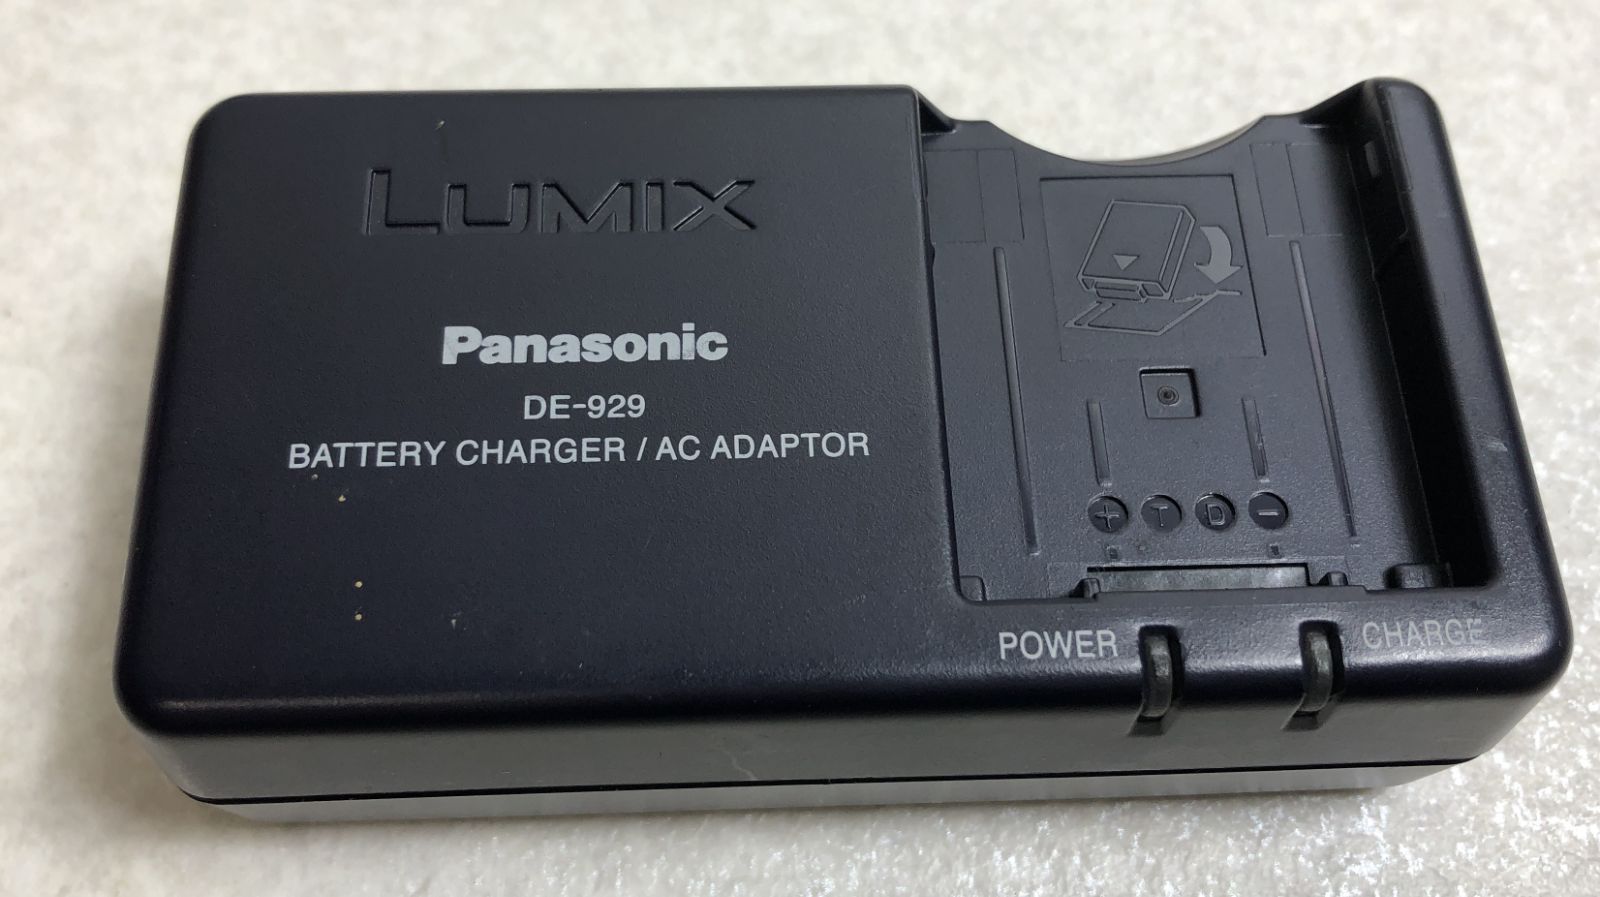 LUMIX
Panasonic
DE-929
BATTERY CHARGER / AC ADAPTOR
+ T D -
POWER CHARGE